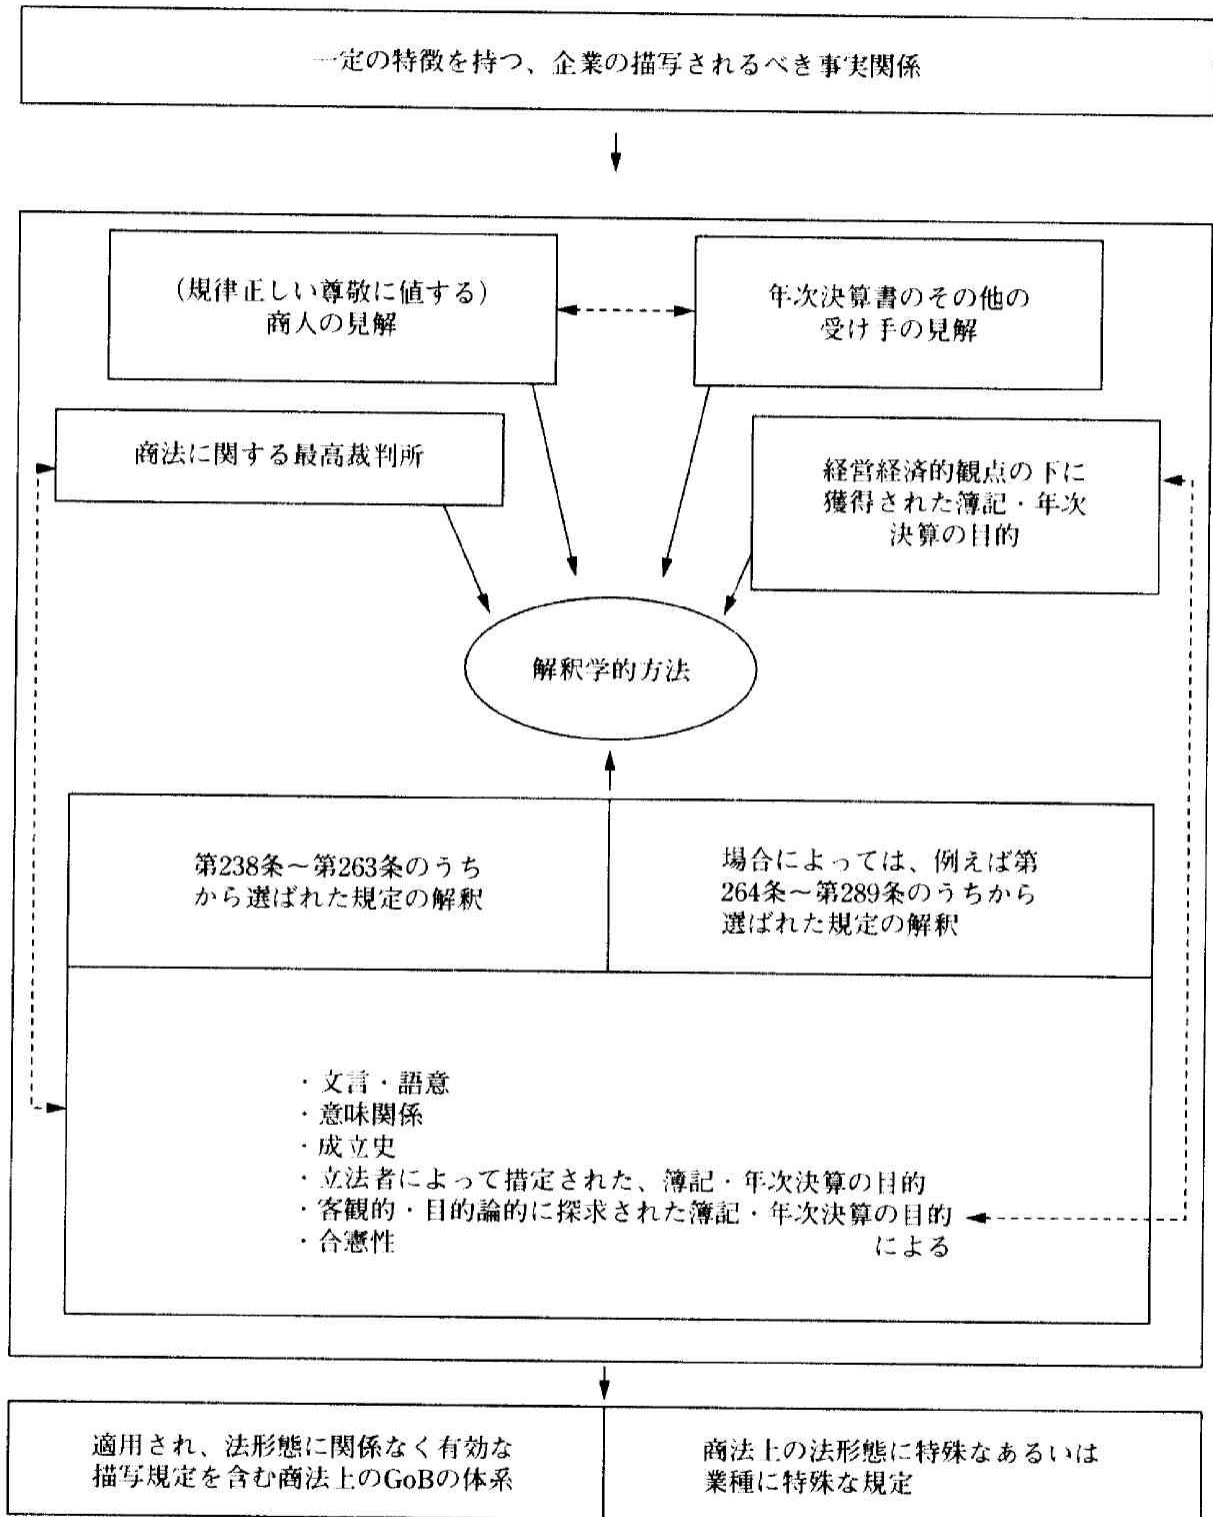 一定の特徴を持つ、企業の描写されるべき事実関係
(規律正しい尊敬に値する)
商人の見解
年次決算書のその他の
受け手の見解
商法に関する最高裁判所
経営経済的観点の下に
獲得された簿記・年次
決算の目的
解釈学的方法
第238条〜第263条のうち
から選ばれた規定の解釈
場合によっては、例えば第
264条〜第289条のうちから
選ばれた規定の解釈
・文言・語意
・意味関係
・成立史
・立法者によって措定された、簿記・年次決算の目的
・客観的・目的論的に探求された簿記・年次決算の目的
・合憲性
による
適用され、法形態に関係なく有効な
描写規定を含む商法上のGoBの体系
商法上の法形態に特殊なあるいは
業種に特殊な規定